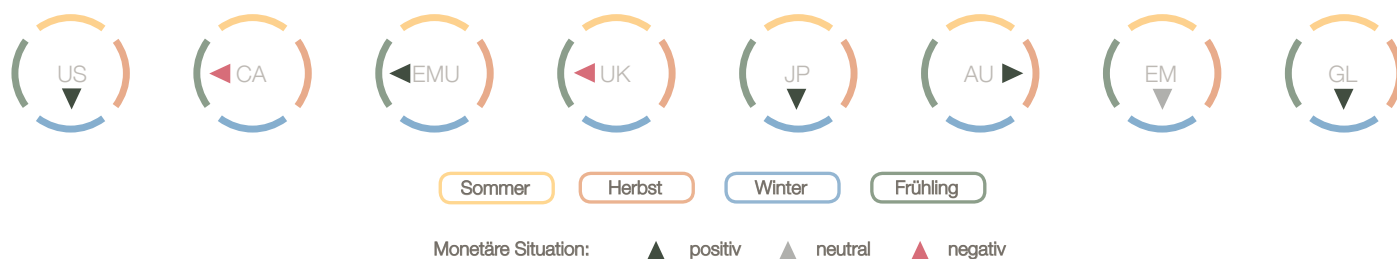 US CA EMU UK JP AU EM GL
Sommer Herbst Winter Frühling
Monetäre Situation: positiv neutral negativ